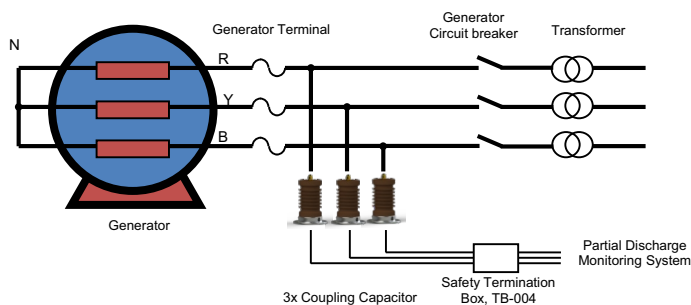 Generator Terminal
Generator
Circuit breaker
Transformer
N
R
Y
B
Generator
3x Coupling Capacitor
Safety Termination
Box, TB-004
Partial Discharge
Monitoring System